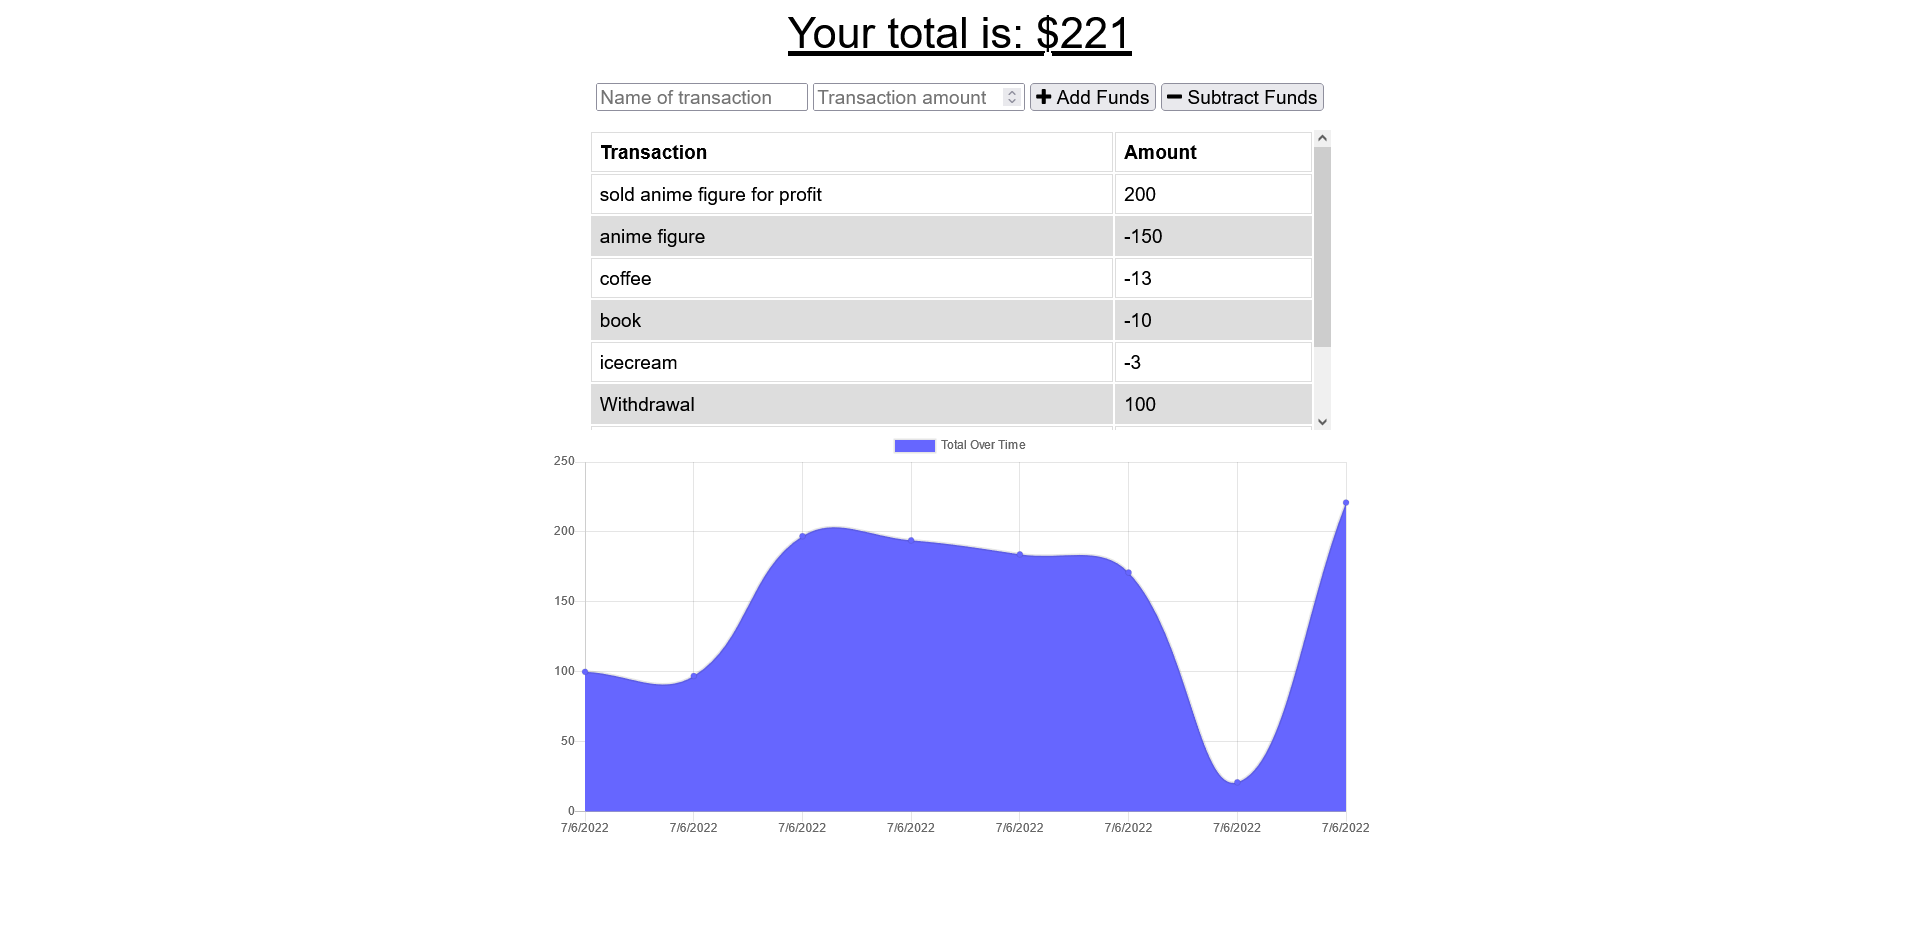 Your total is: $221
Name of transaction Transaction amount Add Funds Subtract Funds
Transaction Amount
sold anime figure for profit 200
anime figure -150
coffee -13
book -10
icecream -3
Withdrawal 100
Total Over Time
250
200
150
100
50
0
7/6/2022 7/6/2022 7/6/2022 7/6/2022 7/6/2022 7/6/2022 7/6/2022 7/6/2022